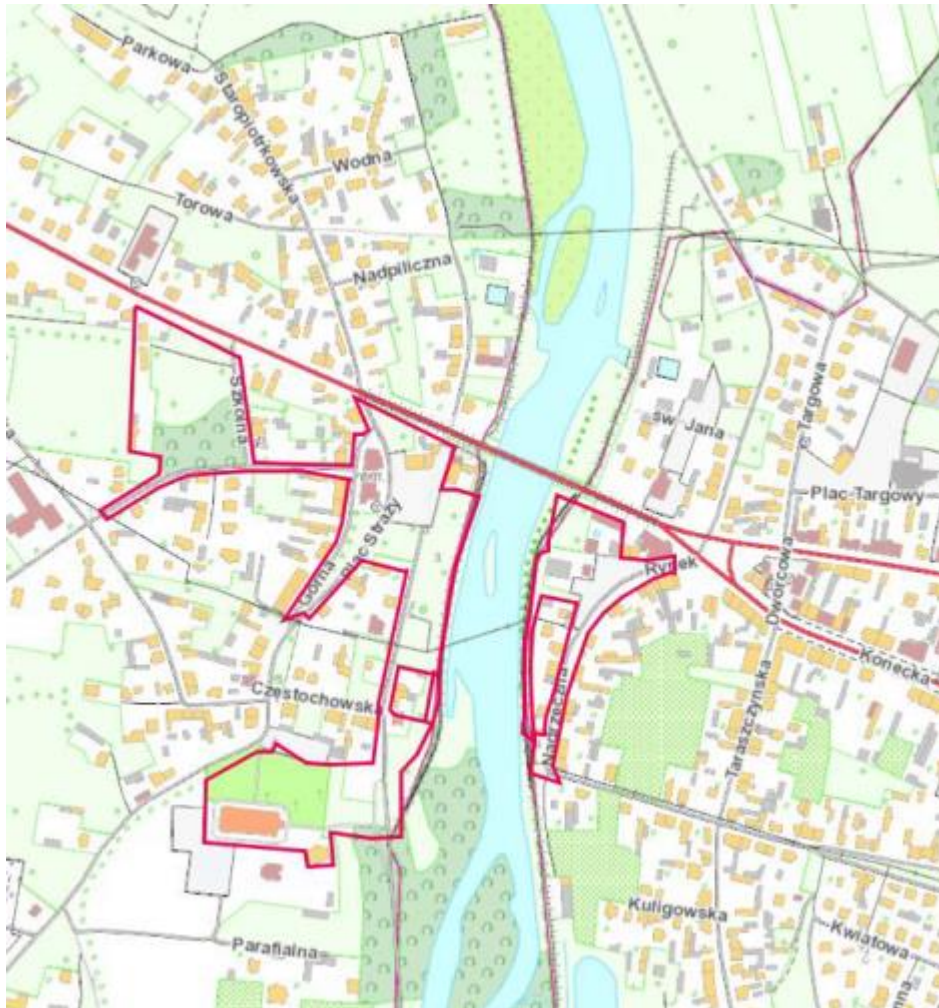 Parkowa
Staropiotrkowska
Wodna
Torowa
Nadpiliczna
Szkolna
św. Jana
Targowa
Plac Targowy
plac Straży
Rynek
Górna
Dworcowa
Konecka
Częstochowska
Nadrzeczna
Taraszczyńska
Kuligowska
Kwiatowa
Parafialna